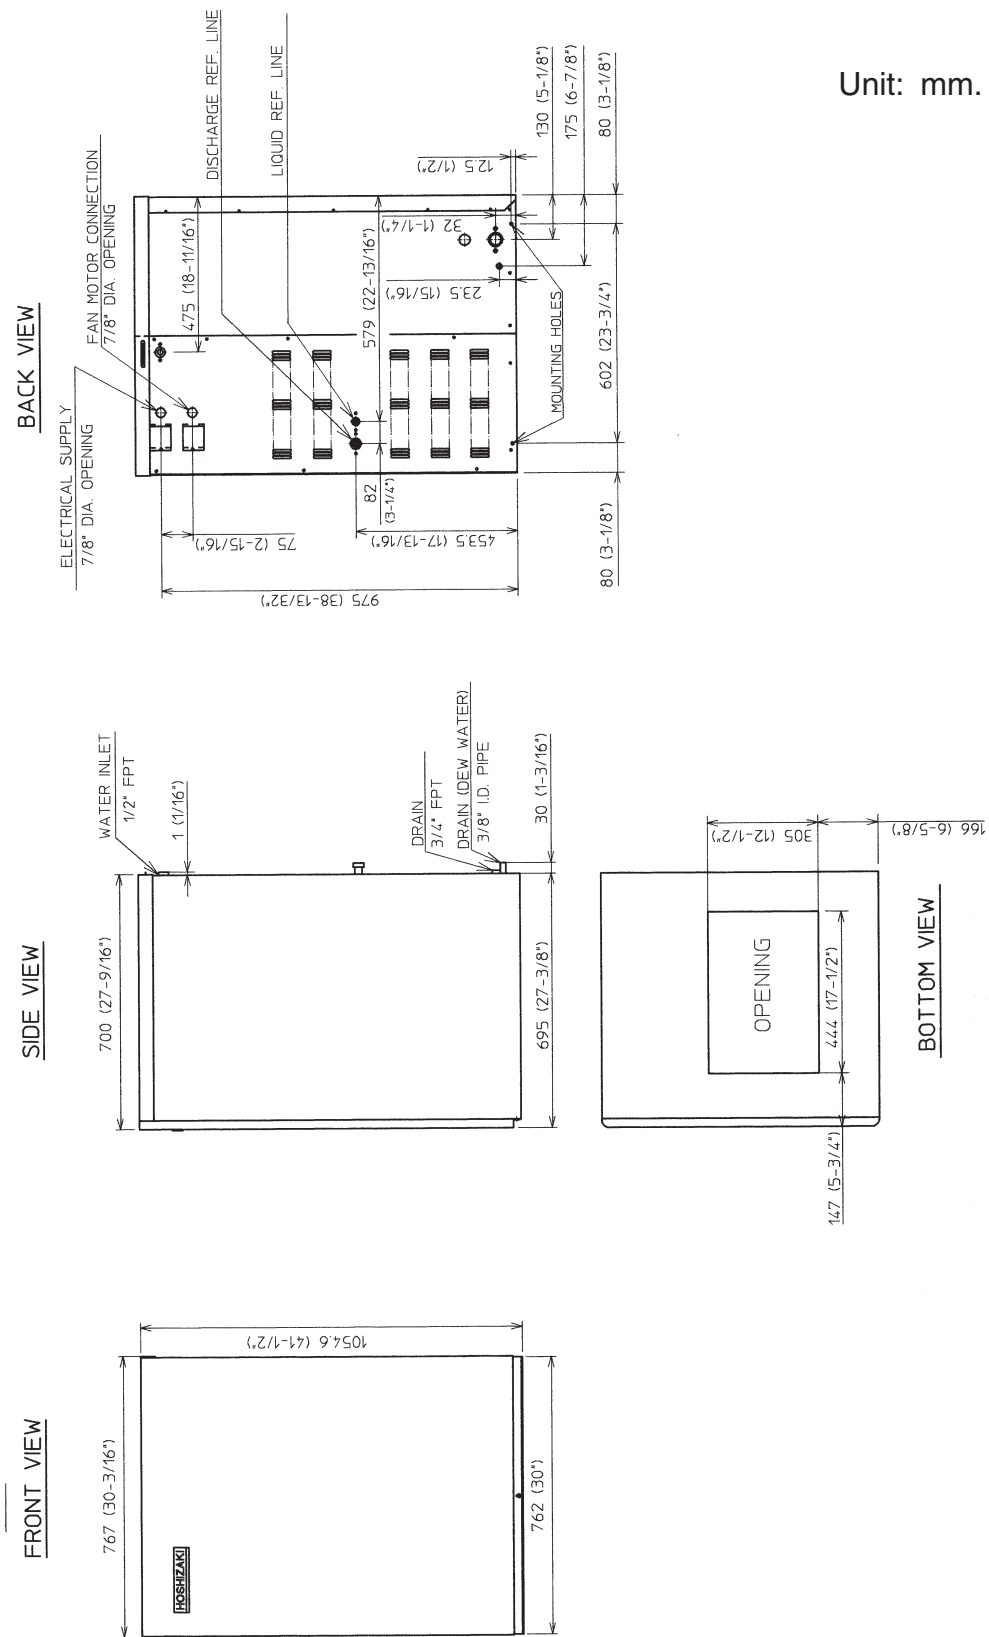 Unit: mm.
FRONT VIEW
767 (30-3/16")
HOSHIZAKI
1054.6 (41-1/2")
762 (30")
SIDE VIEW
700 (27-9/16")
WATER INLET
1/2" FPT
1 (1/16")
DRAIN
3/4" FPT
DRAIN (DEW WATER)
3/8" I.D. PIPE
30 (1-3/16")
695 (27-3/8")
BOTTOM VIEW
OPENING
305 (12-1/2")
166 (6-5/8")
444 (17-1/2")
147 (5-3/4")
BACK VIEW
ELECTRICAL SUPPLY
7/8" DIA. OPENING
FAN MOTOR CONNECTION
7/8" DIA. OPENING
DISCHARGE REF. LINE
LIQUID REF. LINE
475 (18-11/16")
579 (22-13/16")
32 (1-1/4")
12.5 (1/2")
23.5 (15/16")
75 (2-15/16")
82
(3-1/4")
453.5 (17-13/16")
975 (38-13/32")
MOUNTING HOLES
130 (5-1/8")
175 (6-7/8")
80 (3-1/8")
602 (23-3/4")
80 (3-1/8")